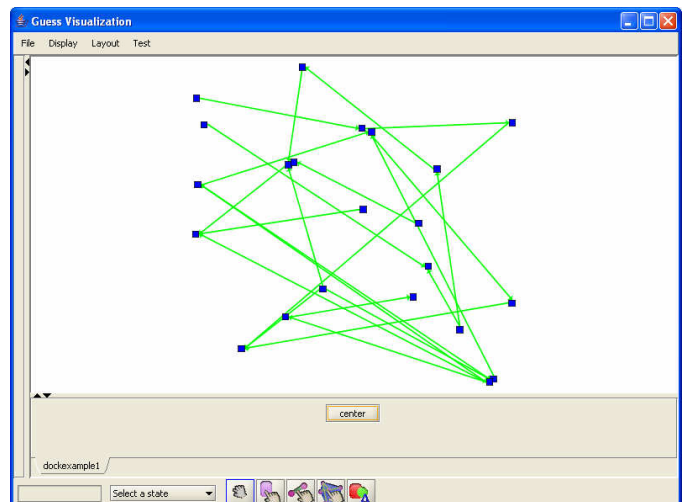 Guess Visualization
File Display Layout Test
center
dockexample1
Select a state